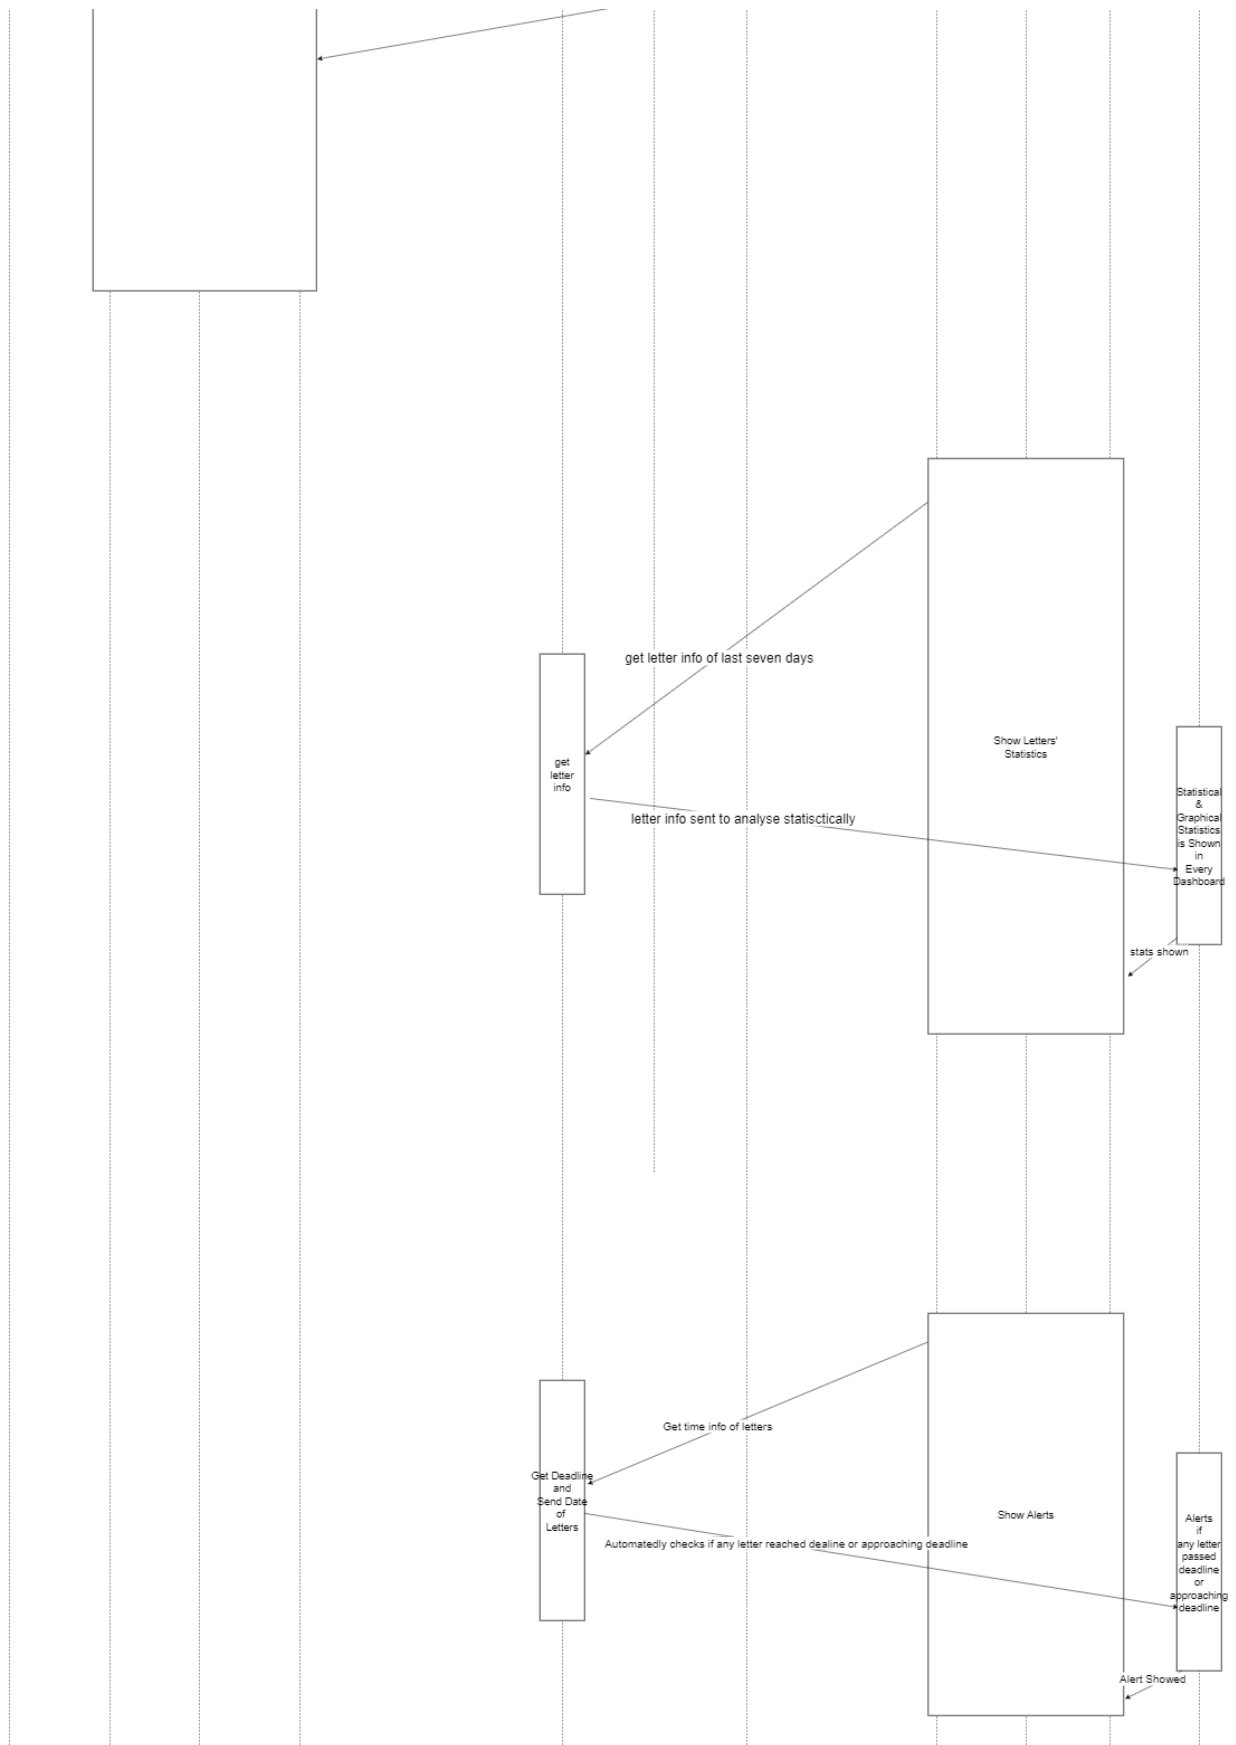 get letter info of last seven days
Show Letters'
Statistics
get
letter
info
Statistical
&
Graphical
Statistics
is Shown
in
Every
Dashboard
letter info sent to analyse statisctically
stats shown
Get time info of letters
Get Deadline
and
Send Date
of
Letters
Show Alerts
Alerts
if
any letter
passed
deadline
or
approaching
deadline
Automatedly checks if any letter reached dealine or approaching deadline
Alert Showed